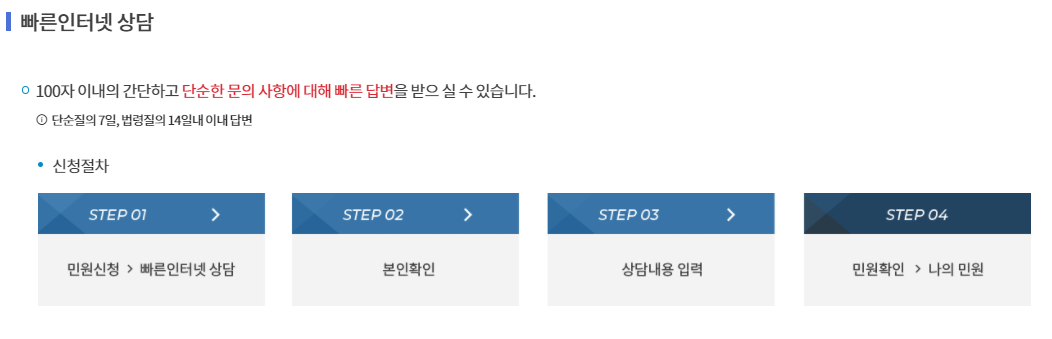 빠른인터넷 상담
100자 이내의 간단하고 단순한 문의 사항에 대해 빠른 답변을 받으 실 수 있습니다.
단순질의 7일, 법령질의 14일내 이내 답변
신청절차
STEP 01 >
민원신청 > 빠른인터넷 상담
STEP 02 >
본인확인
STEP 03 >
상담내용 입력
STEP 04
민원확인 > 나의 민원